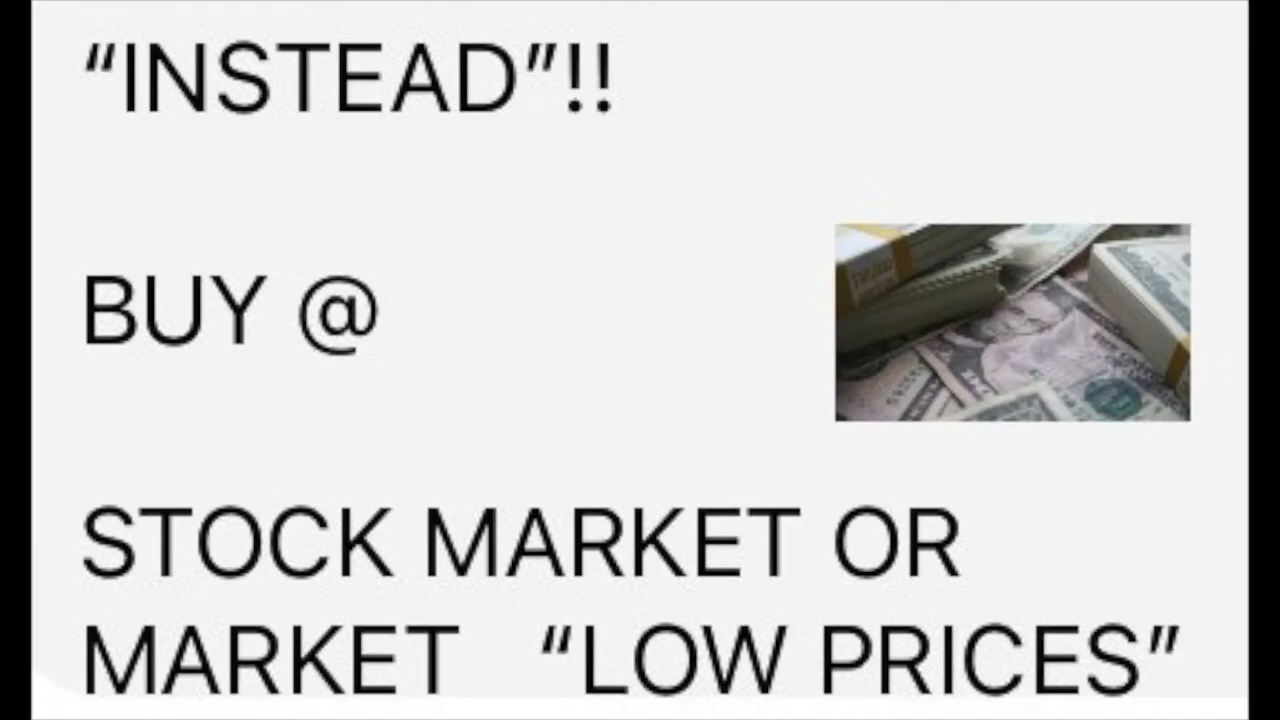 “INSTEAD”!!
BUY @
STOCK MARKET OR
MARKET “LOW PRICES”